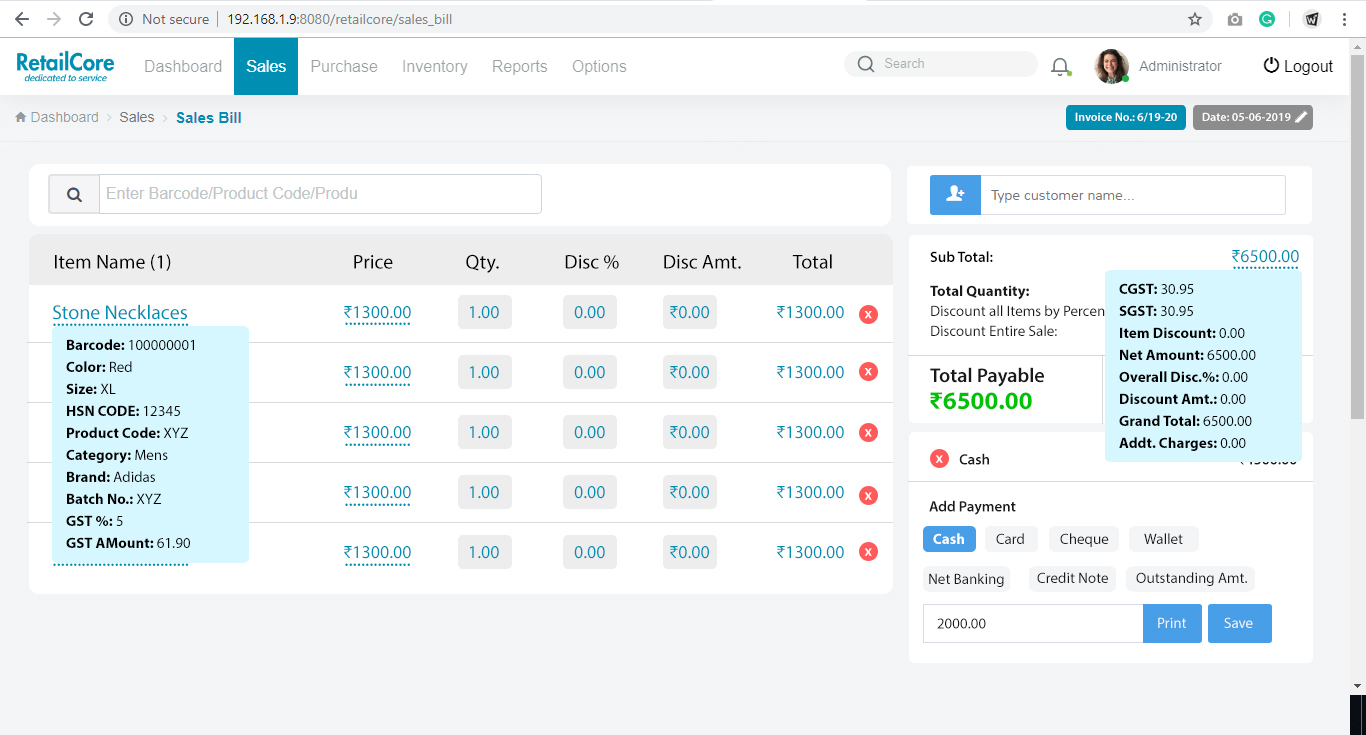 Not secure
192.168.1.9:8080/retailcore/sales_bill
RetailCore
dedicated to service
Dashboard
Sales
Purchase
Inventory
Reports
Options
Search
Administrator
Logout
Dashboard > Sales > Sales Bill
Invoice No.: 6/19-20
Date: 05-06-2019
Enter Barcode/Product Code/Produ
Type customer name...
Item Name (1) Price Qty. Disc % Disc Amt. Total
Stone Necklaces ₹1300.00 1.00 0.00 ₹0.00 ₹1300.00 x
Barcode: 100000001
Color: Red
Size: XL
HSN CODE: 12345
Product Code: XYZ
Category: Mens
Brand: Adidas
Batch No.: XYZ
GST %: 5
GST AMount: 61.90
₹1300.00 1.00 0.00 ₹0.00 ₹1300.00 x
₹1300.00 1.00 0.00 ₹0.00 ₹1300.00 x
₹1300.00 1.00 0.00 ₹0.00 ₹1300.00 x
₹1300.00 1.00 0.00 ₹0.00 ₹1300.00 x
Sub Total: ₹6500.00
Total Quantity:
Discount all Items by Percen
Discount Entire Sale:
CGST: 30.95
SGST: 30.95
Item Discount: 0.00
Net Amount: 6500.00
Overall Disc.%: 0.00
Discount Amt.: 0.00
Grand Total: 6500.00
Addt. Charges: 0.00
Total Payable
₹6500.00
x Cash
Add Payment
Cash Card Cheque Wallet
Net Banking Credit Note Outstanding Amt.
2000.00 Print Save